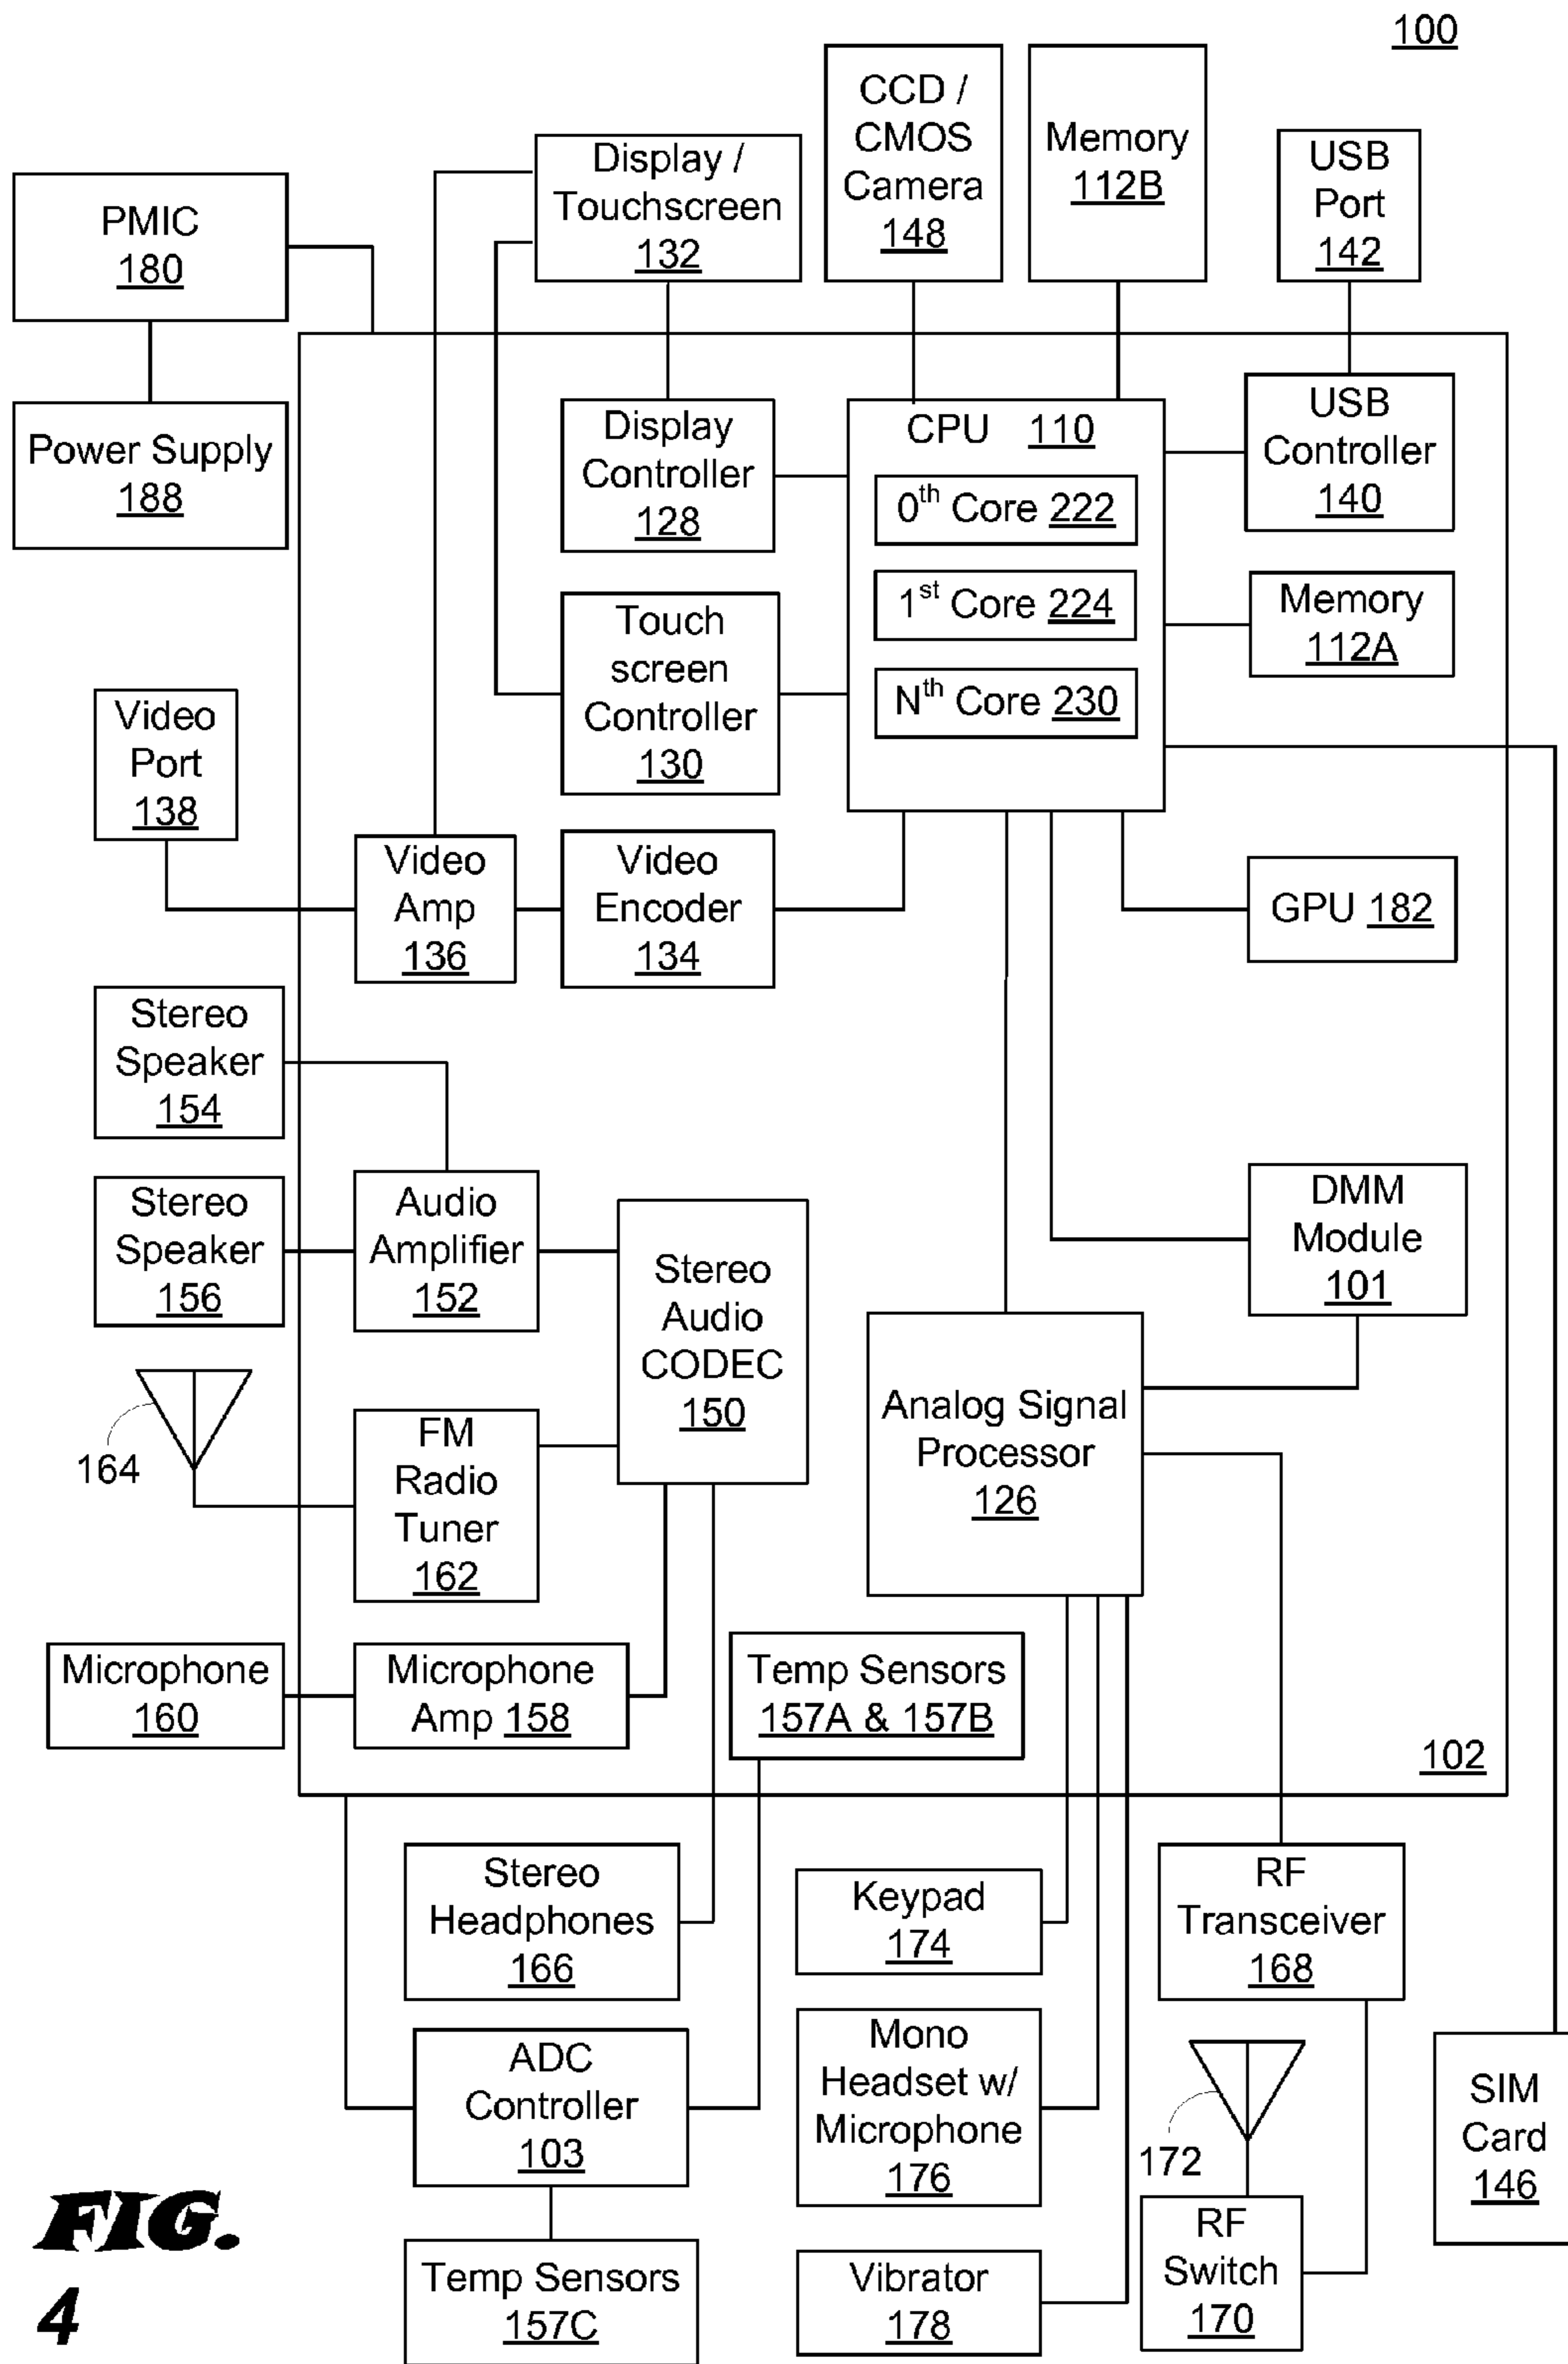 100
CCD /
CMOS
Camera
148
Memory
112B
USB
Port
142
Display /
Touchscreen
132
PMIC
180
Power Supply
188
Display
Controller
128
CPU 110
0th Core 222
1st Core 224
Nth Core 230
USB
Controller
140
Memory
112A
Touch
screen
Controller
130
Video
Port
138
Video
Amp
136
Video
Encoder
134
GPU 182
Stereo
Speaker
154
Stereo
Speaker
156
Audio
Amplifier
152
Stereo
Audio
CODEC
150
DMM
Module
101
Analog Signal
Processor
126
164
FM
Radio
Tuner
162
Microphone
160
Microphone
Amp 158
Temp Sensors
157A & 157B
102
Stereo
Headphones
166
Keypad
174
RF
Transceiver
168
ADC
Controller
103
Mono
Headset w/
Microphone
176
172
SIM
Card
146
RF
Switch
170
Temp Sensors
157C
Vibrator
178
FIG.
4